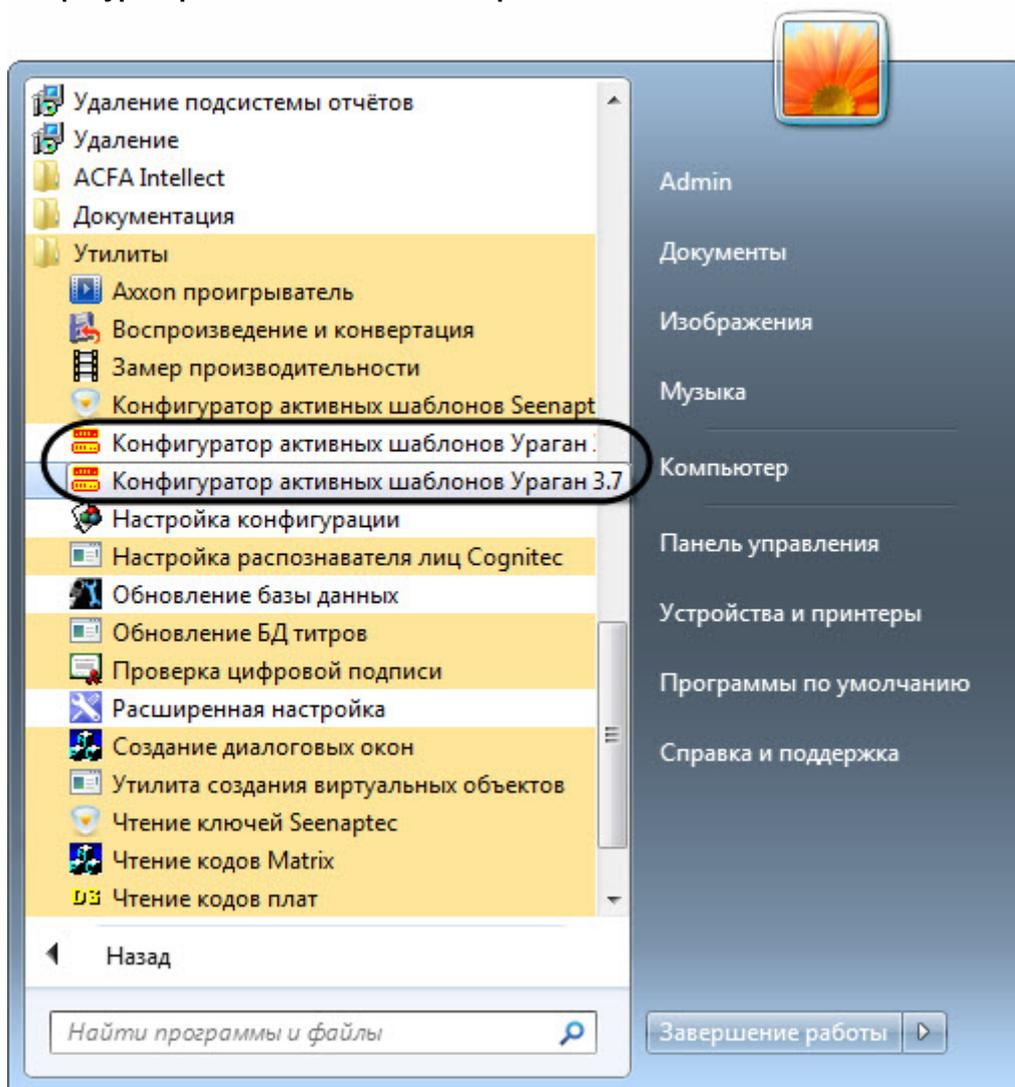 Удаление подсистемы отчётов
Удаление
ACFA Intellect
Документация
Утилиты
Axxon проигрыватель
Воспроизведение и конвертация
Замер производительности
Конфигуратор активных шаблонов Seenapt
Конфигуратор активных шаблонов Ураган
Конфигуратор активных шаблонов Ураган 3.7
Настройка конфигурации
Настройка распознавателя лиц Cognitec
Обновление базы данных
Обновление БД титров
Проверка цифровой подписи
Расширенная настройка
Создание диалоговых окон
Утилита создания виртуальных объектов
Чтение ключей Seenaptec
Чтение кодов Matrix
Чтение кодов плат
Назад
Найти программы и файлы
Admin
Документы
Изображения
Музыка
Компьютер
Панель управления
Устройства и принтеры
Программы по умолчанию
Справка и поддержка
Завершение работы